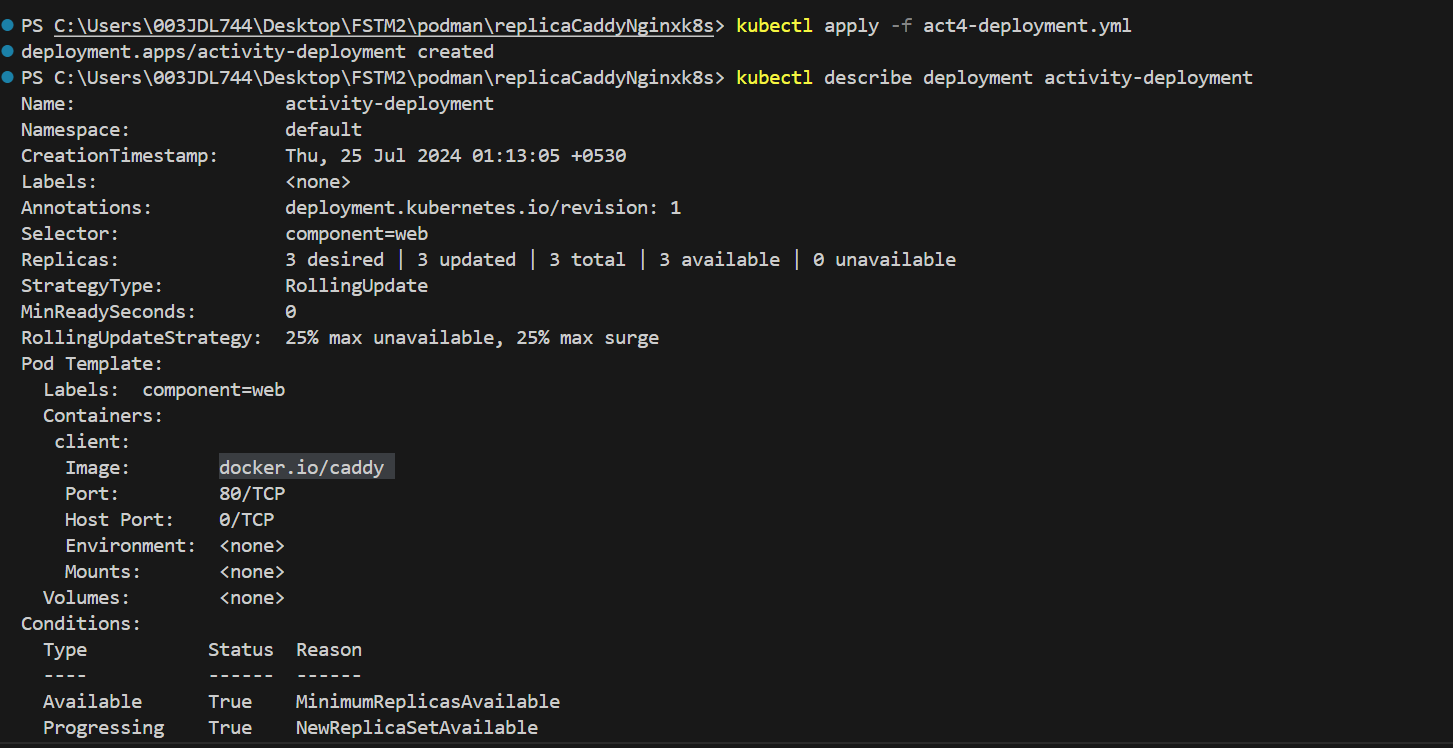 PS C:\Users\003JDL744\Desktop\FSTM2\podman\replicaCaddyNginxk8s> kubectl apply -f act4-deployment.yml
deployment.apps/activity-deployment created
PS C:\Users\003JDL744\Desktop\FSTM2\podman\replicaCaddyNginxk8s> kubectl describe deployment activity-deployment
Name:                   activity-deployment
Namespace:              default
CreationTimestamp:      Thu, 25 Jul 2024 01:13:05 +0530
Labels:                 <none>
Annotations:            deployment.kubernetes.io/revision: 1
Selector:               component=web
Replicas:               3 desired | 3 updated | 3 total | 3 available | 0 unavailable
StrategyType:           RollingUpdate
MinReadySeconds:        0
RollingUpdateStrategy:  25% max unavailable, 25% max surge
Pod Template:
  Labels:  component=web
  Containers:
   client:
    Image:        docker.io/caddy
    Port:         80/TCP
    Host Port:    0/TCP
    Environment:  <none>
    Mounts:       <none>
  Volumes:        <none>
Conditions:
  Type           Status  Reason
  ----           ------  ------
  Available      True    MinimumReplicasAvailable
  Progressing    True    NewReplicaSetAvailable